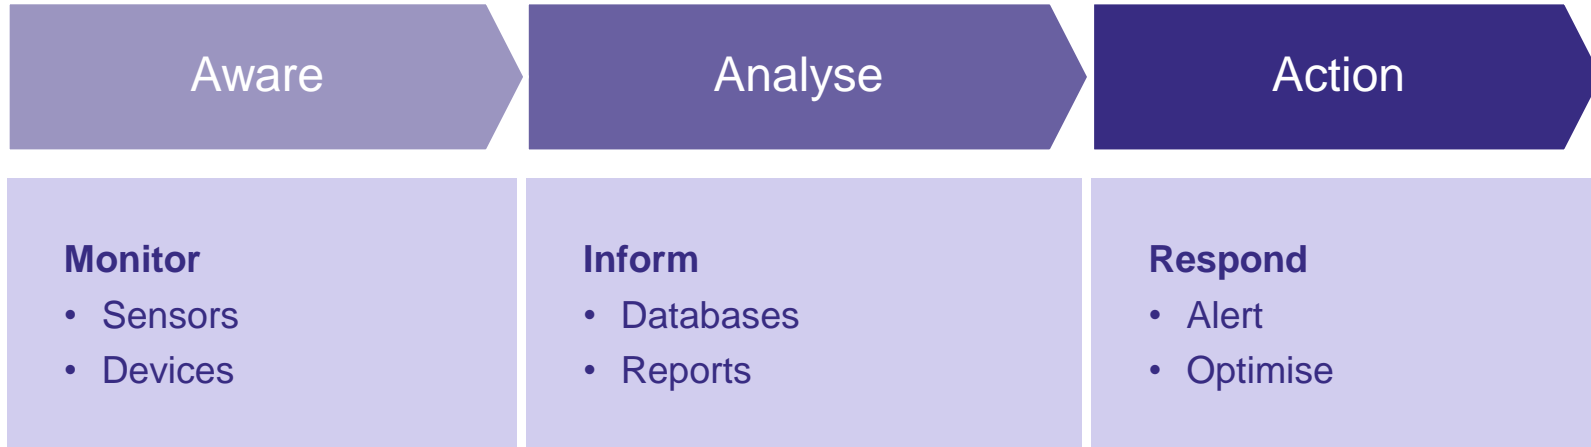 Aware
Analyse
Action
Monitor
• Sensors
• Devices
Inform
• Databases
• Reports
Respond
• Alert
• Optimise